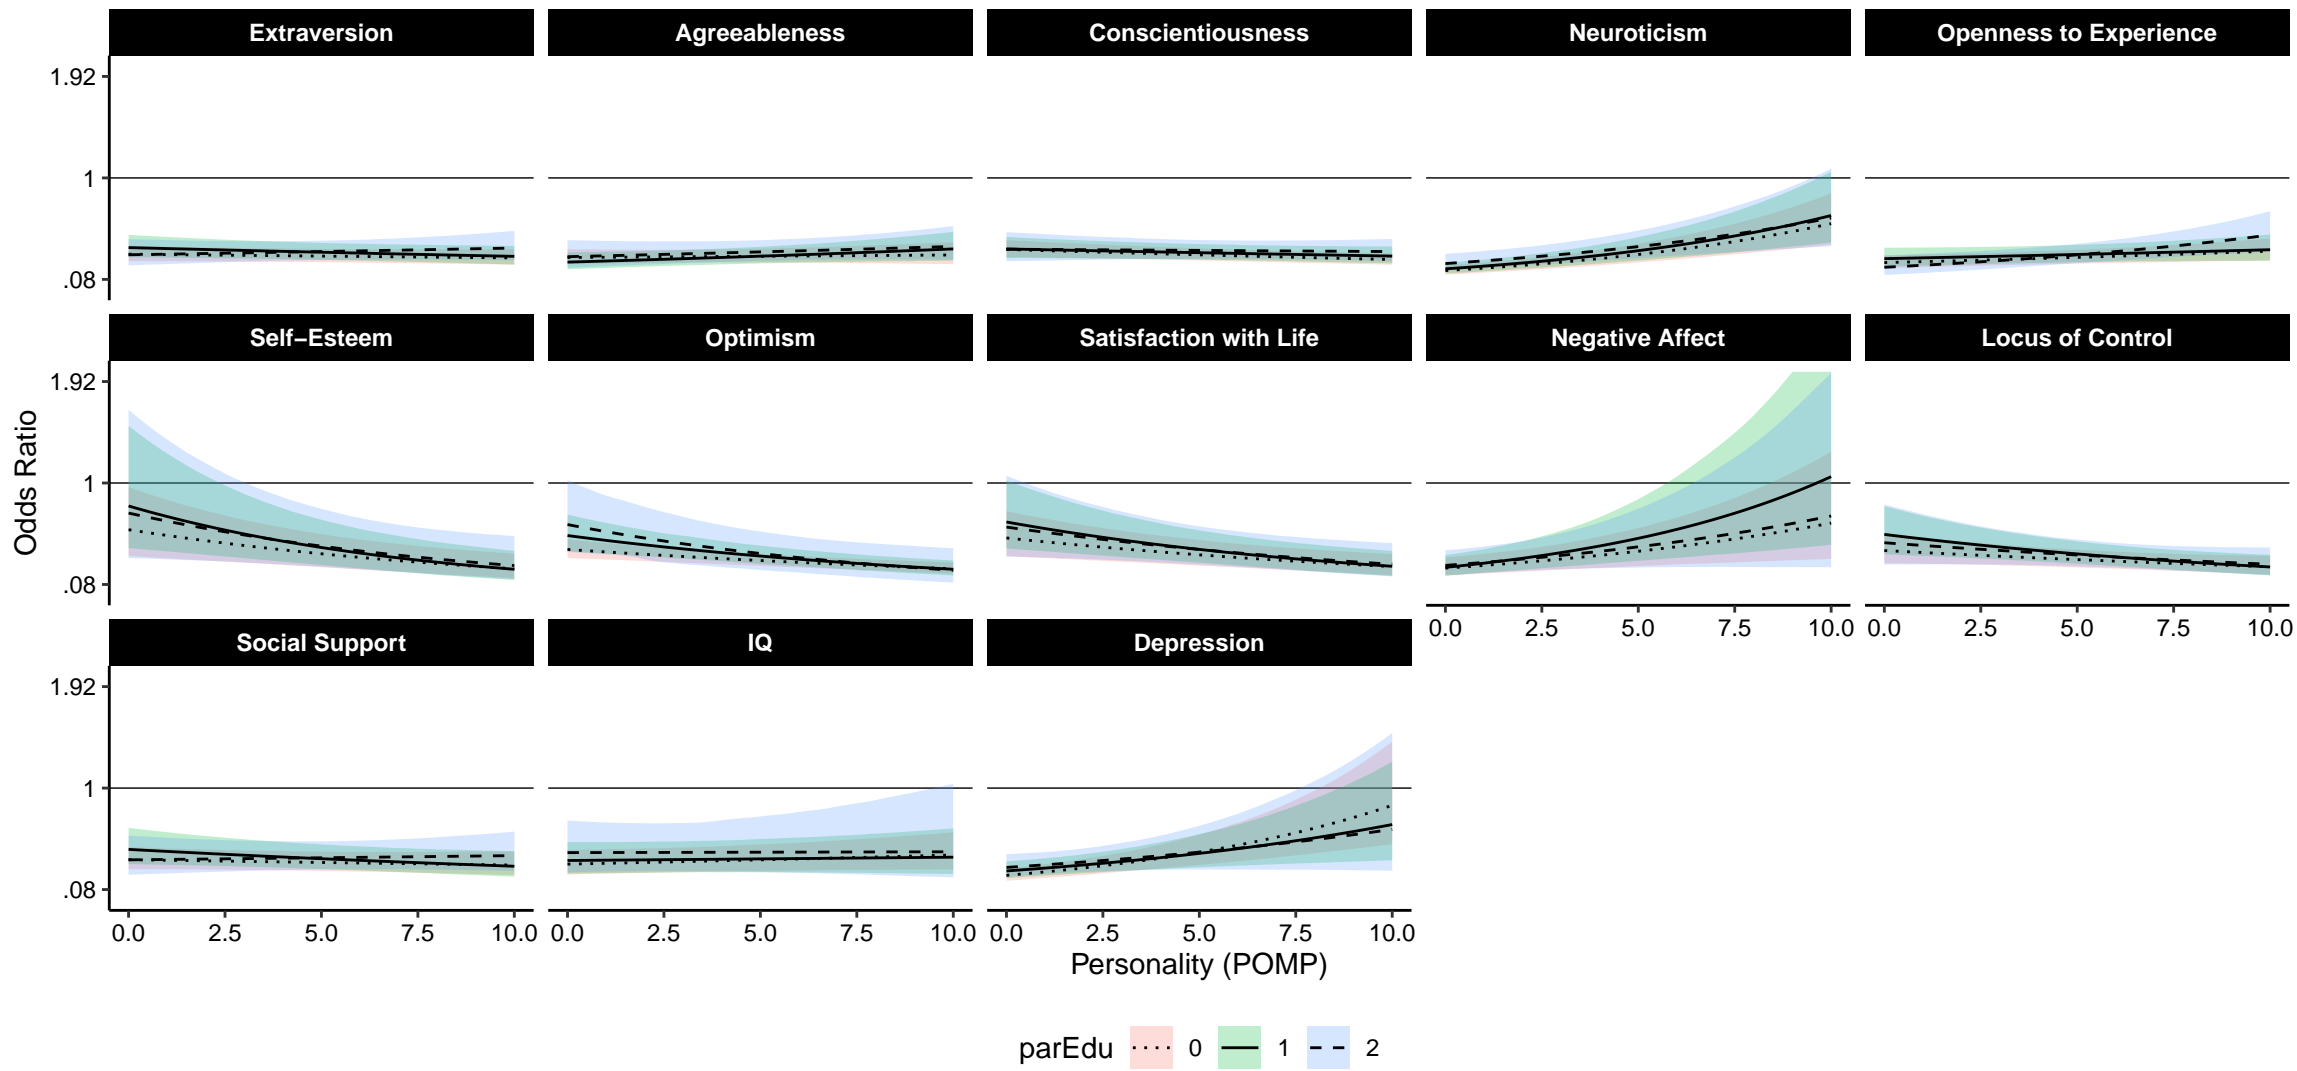 Extraversion Agreeableness Conscientiousness Neuroticism Openness to Experience
1.92
1
.08
Self−Esteem Optimism Satisfaction with Life Negative Affect Locus of Control
1.92
1
.08
Odds Ratio
0.0 2.5 5.0 7.5 10.0 0.0 2.5 5.0 7.5 10.0
Social Support IQ Depression
1.92
1
.08
0.0 2.5 5.0 7.5 10.0 0.0 2.5 5.0 7.5 10.0 0.0 2.5 5.0 7.5 10.0
Personality (POMP)
parEdu 0 1 2